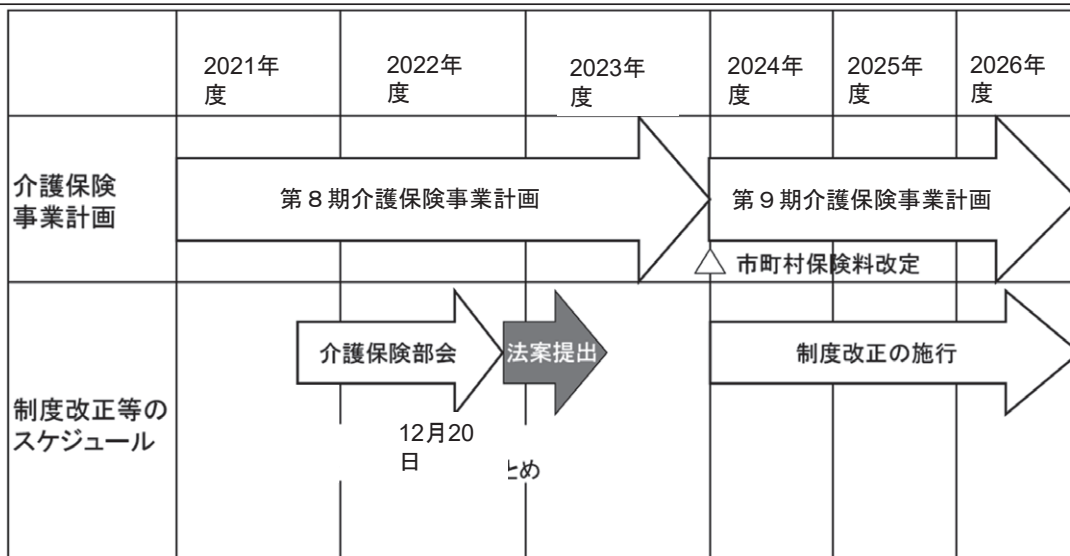 2021年
度
2022年
度
2023年
度
2024年
度
2025年
度
2026年
度
介護保険
事業計画
第8期介護保険事業計画
第9期介護保険事業計画
市町村保険料改定
制度改正等の
スケジュール
介護保険部会
法案提出
制度改正の施行
12月20
日
とめ